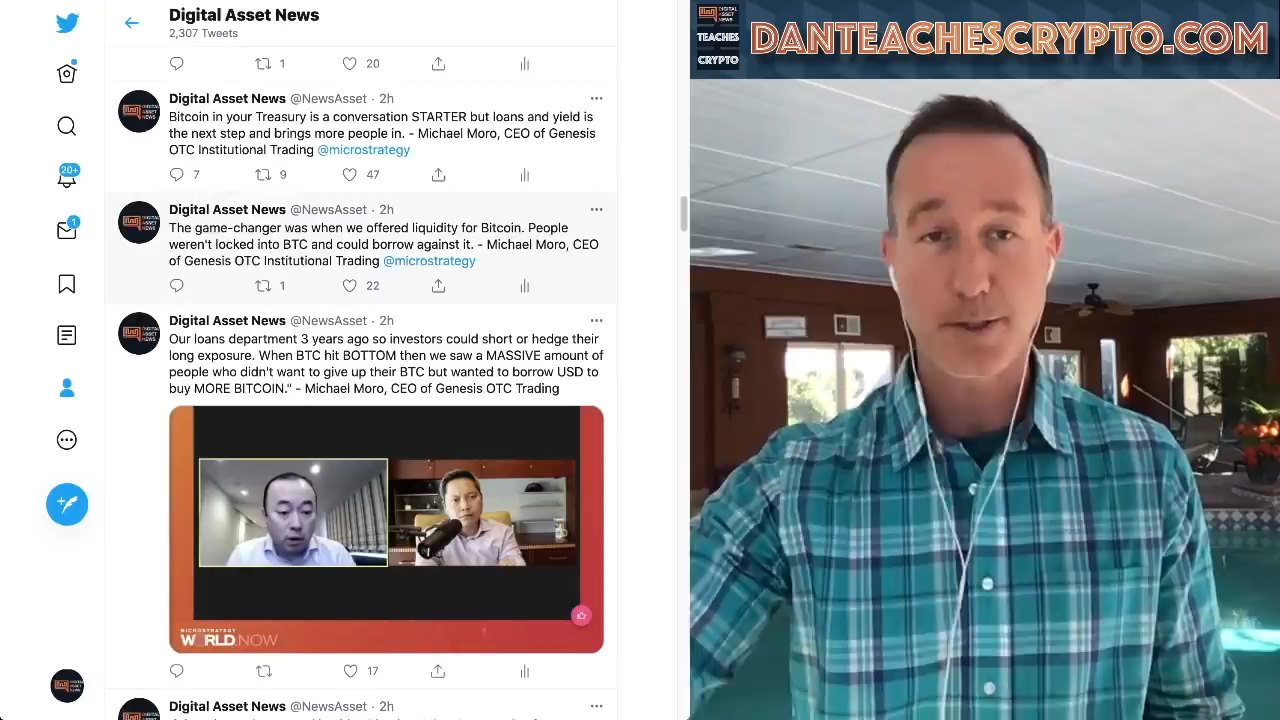 Digital Asset News
2,307 Tweets
1
20
Digital Asset News @NewsAsset · 2h
Bitcoin in your Treasury is a conversation STARTER but loans and yield is
the next step and brings more people in. - Michael Moro, CEO of Genesis
OTC Institutional Trading @microstrategy
7
9
47
Digital Asset News @NewsAsset · 2h
The game-changer was when we offered liquidity for Bitcoin. People
weren't looked into BTC and could borrow against it. - Michael Moro, CEO
of Genesis OTC Institutional Trading @microstrategy
1
22
Digital Asset News @NewsAsset · 2h
Our loans department 3 years ago so investors could short or hedge their
long exposure. When BTC hit BOTTOM then we saw a MASSIVE amount of
people who didn't want to give up their BTC but wanted to borrow USD to
buy MORE BITCOIN." - Michael Moro, CEO of Genesis OTC Trading
MICROSTRATEGY
WORLD.NOW
17
Digital Asset News @NewsAsset · 2h
20+
1
DIGITAL
ASSET
NEWS
TEACHES
CRYPTO
DANTEACHESCRYPTO.COM